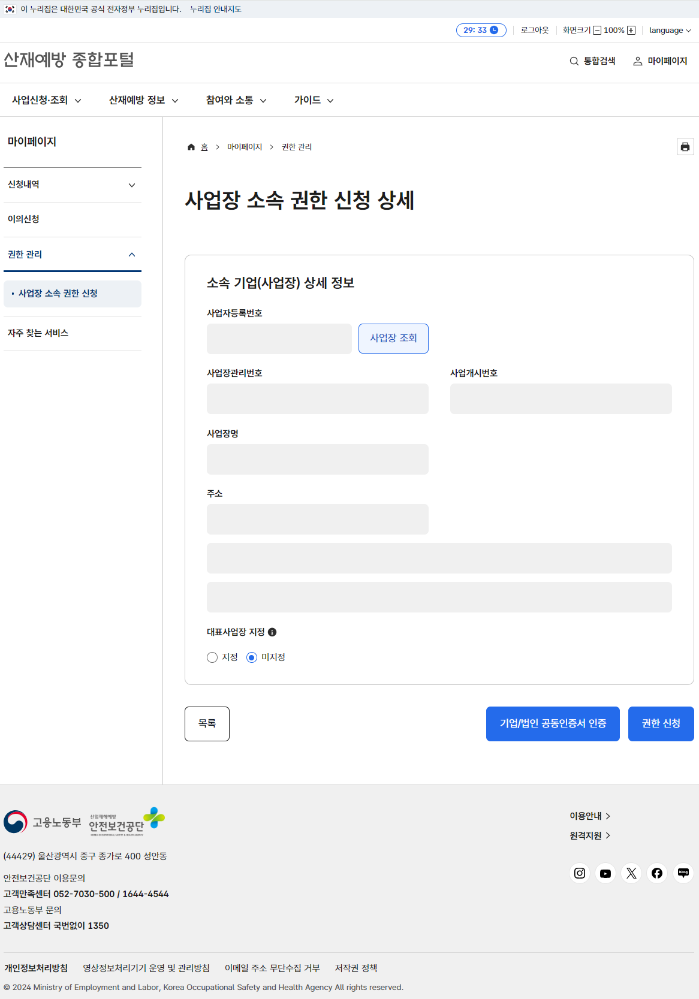 이 누리집은 대한민국 공식 전자정부 누리집입니다. 누리집 안내지도
29: 33 로그아웃 화면크기 100% language
산재예방 종합포털
통합검색 마이페이지
사업신청·조회 산재예방 정보 참여와 소통 가이드
마이페이지
신청내역
이의신청
권한 관리
• 사업장 소속 권한 신청
자주 찾는 서비스
홈 > 마이페이지 > 권한 관리
사업장 소속 권한 신청 상세
소속 기업(사업장) 상세 정보
사업자등록번호
사업장 조회
사업장관리번호 사업개시번호
사업장명
주소
대표사업장 지정
지정 미지정
목록 기업/법인 공동인증서 인증 권한 신청
고용노동부
산업재해예방
안전보건공단
KOREA OCCUPATIONAL SAFETY & HEALTH AGENCY
이용안내
원격지원
(44429) 울산광역시 중구 종가로 400 성안동
안전보건공단 이용문의
고객만족센터 052-7030-500 / 1644-4544
고용노동부 문의
고객상담센터 국번없이 1350
blog
개인정보처리방침 영상정보처리기기 운영 및 관리방침 이메일 주소 무단수집 거부 저작권 정책
© 2024 Ministry of Employment and Labor, Korea Occupational Safety and Health Agency All rights reserved.